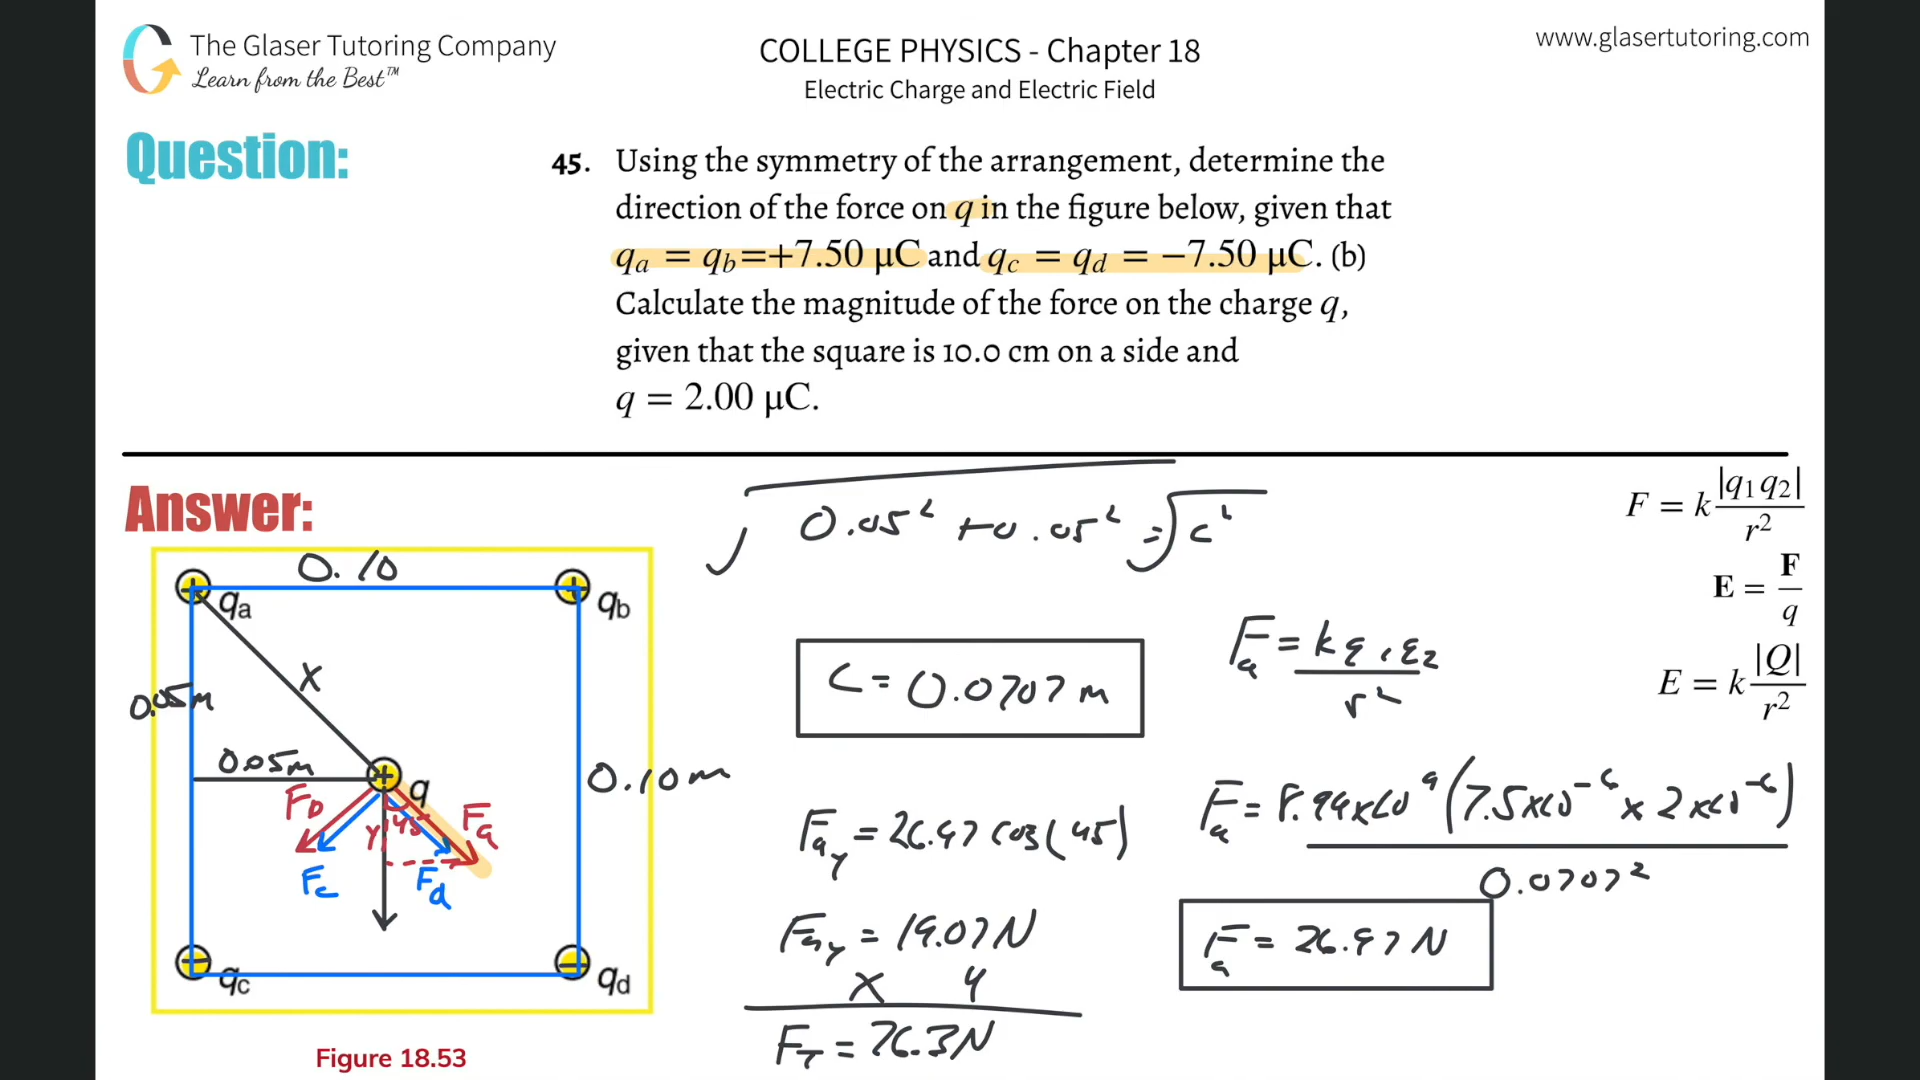 The Glaser Tutoring Company
Learn from the Best™
COLLEGE PHYSICS - Chapter 18
Electric Charge and Electric Field
www.glasertutoring.com
Question:
45. Using the symmetry of the arrangement, determine the
direction of the force on q in the figure below, given that
qa = qb=+7.50 μC and qc = qd = −7.50 μC. (b)
Calculate the magnitude of the force on the charge q,
given that the square is 10.0 cm on a side and
q = 2.00 μC.
Answer:
√0.05² + 0.05² = √c²
F = k |q1q2| / r²
E = F / q
E = k |Q| / r²
0.10
+ qa
+ qb
x
0.05m
0.05m
0.10m
+ q
FD
Fa
y
45°
Fc
Fd
− qc
− qd
Figure 18.53
C = 0.0707 m
Fa = k q1 q2 / r²
Fa = 8.99x10⁹ (7.5x10⁻⁶ x 2x10⁻⁶)
0.0707²
Fa = 26.97 N
Fay = 26.97 cos(45)
Fay = 19.07 N
x 4
FT = 76.3 N